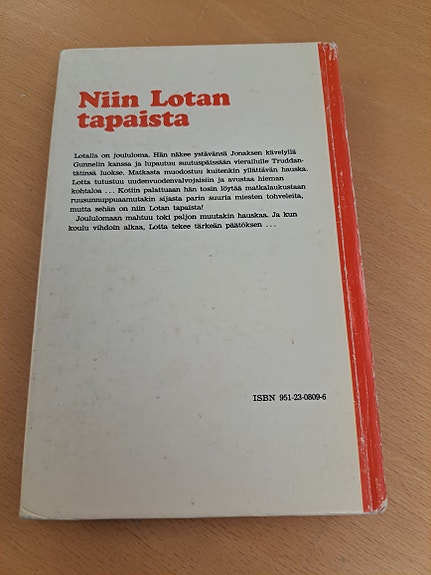 Niin Lotan
tapaista
Lotalla on joululoma. Hän näkee ystävänsä Jonaksen kävelyllä
Gunnelin kanssa ja lupautuu suutuspäissään vierailulle Truddan-
tätinsä luokse. Matkasta muodostuu kuitenkin yllättävän hauska.
Lotta tutustuu uudenvuodenvalvojaisiin ja avustaa hieman
kohtaloa . . . Kotiin palattuaan hän tosin löytää matkalaukustaan
ruusunnuppuaamutakin sijasta parin suuria miesten tohveleita,
mutta sehän on niin Lotan tapaista!
Joululomaan mahtuu toki paljon muutakin hauskaa. Ja kun
koulu vihdoin alkaa, Lotta tekee tärkeän päätöksen . . .
ISBN 951-23-0809-6